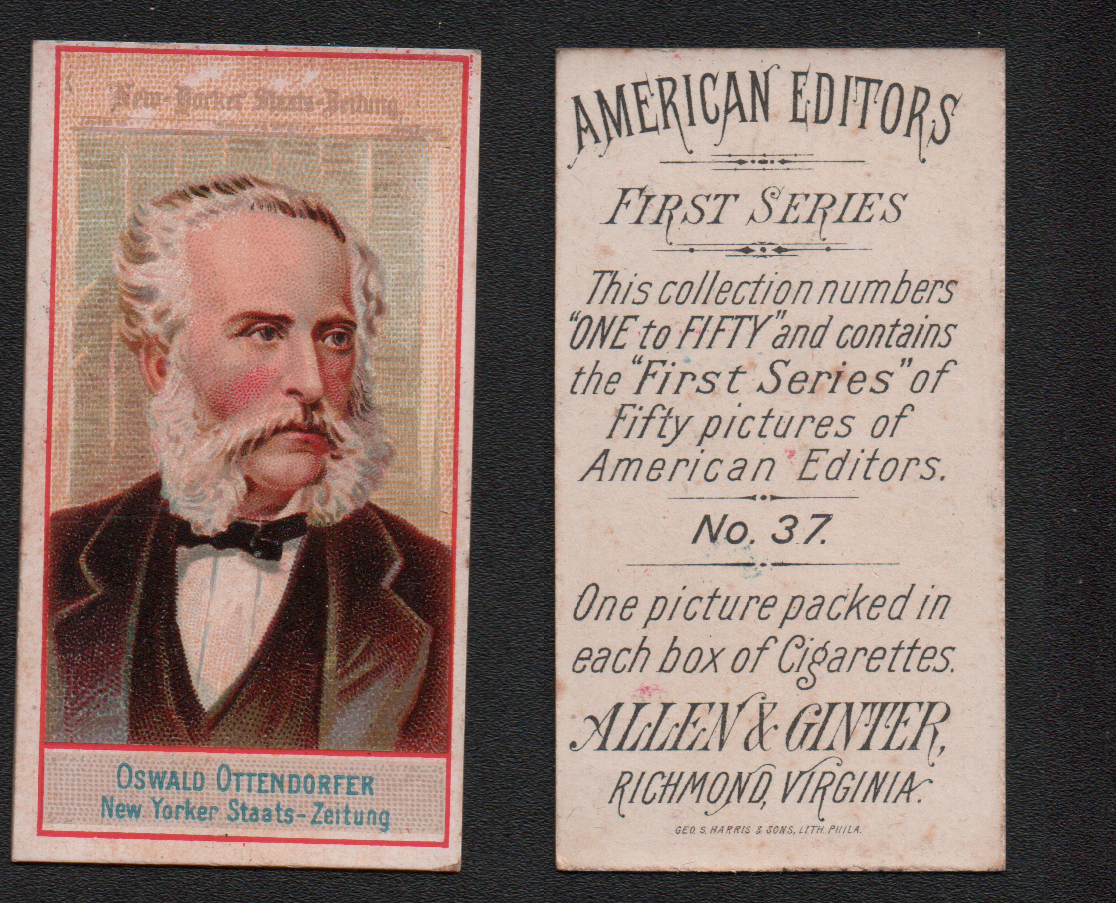 New-Yorker Staats-Zeitung
OSWALD OTTENDORFER
New Yorker Staats-Zeitung
AMERICAN EDITORS
FIRST SERIES
This collection numbers
"ONE to FIFTY" and contains
the "First Series" of
Fifty pictures of
American Editors.
No. 37.
One picture packed in
each box of Cigarettes.
ALLEN & GINTER,
RICHMOND, VIRGINIA.
GEO. S. HARRIS & SONS, LITH. PHILA.